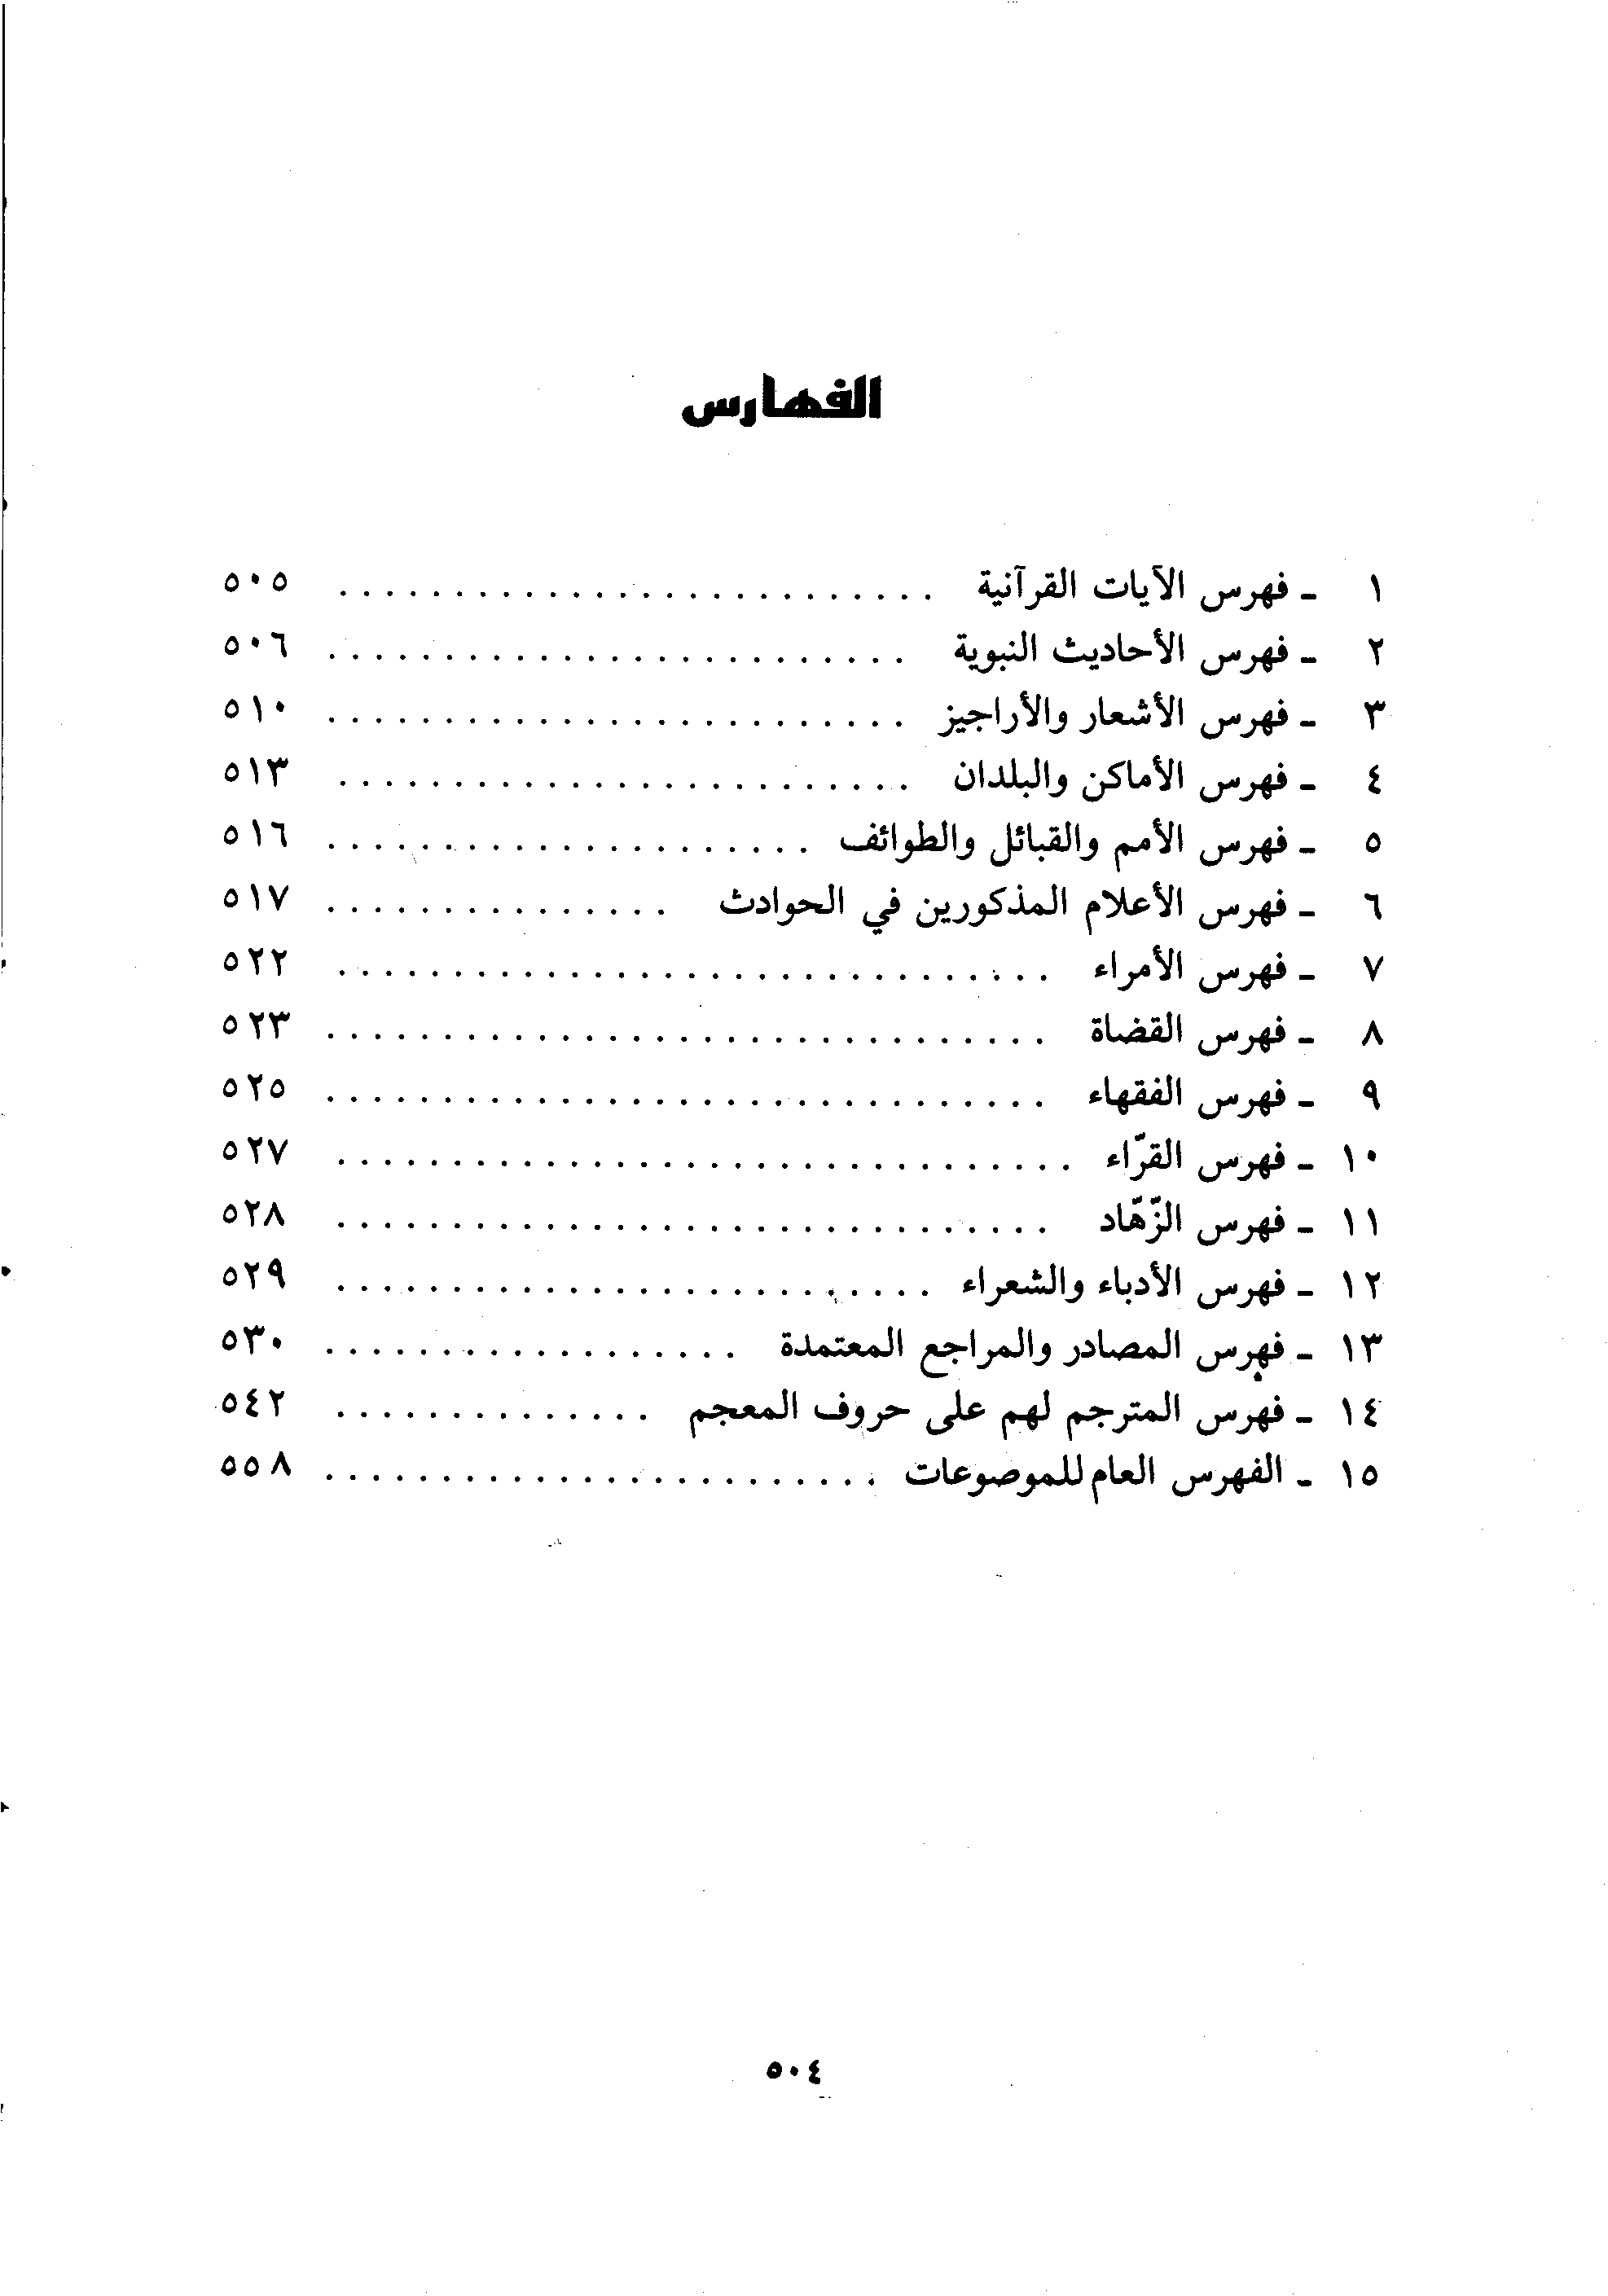 الفهارس
١ - فهرس الآيات القرآنية . . . . . . . . . . . . . . . . . . . . . . . . . . ٥٠٥
٢ - فهرس الأحاديث النبوية . . . . . . . . . . . . . . . . . . . . . . . . . ٥٠٦
٣ - فهرس الأشعار والأراجيز . . . . . . . . . . . . . . . . . . . . . . . . . ٥١٠
٤ - فهرس الأماكن والبلدان . . . . . . . . . . . . . . . . . . . . . . . . . ٥١٣
٥ - فهرس الأمم والقبائل والطوائف . . . . . . . . . . . . . . . . . . . . . ٥١٦
٦ - فهرس الأعلام المذكورين في الحوادث . . . . . . . . . . . . . . . ٥١٧
٧ - فهرس الأمراء . . . . . . . . . . . . . . . . . . . . . . . . . . . . . . . ٥٢٢
٨ - فهرس القضاة . . . . . . . . . . . . . . . . . . . . . . . . . . . . . . . ٥٢٣
٩ - فهرس الفقهاء . . . . . . . . . . . . . . . . . . . . . . . . . . . . . . . ٥٢٥
١٠ - فهرس القرّاء . . . . . . . . . . . . . . . . . . . . . . . . . . . . . . . . ٥٢٧
١١ - فهرس الزّهّاد . . . . . . . . . . . . . . . . . . . . . . . . . . . . . . . ٥٢٨
١٢ - فهرس الأدباء والشعراء . . . . . . . . . . . . . . . . . . . . . . . . . . ٥٢٩
١٣ - فهرس المصادر والمراجع المعتمدة . . . . . . . . . . . . . . . . . . ٥٣٠
١٤ - فهرس المترجم لهم على حروف المعجم . . . . . . . . . . . . . . ٥٤٢
١٥ - الفهرس العام للموضوعات . . . . . . . . . . . . . . . . . . . . . . . . ٥٥٨
٥٠٤